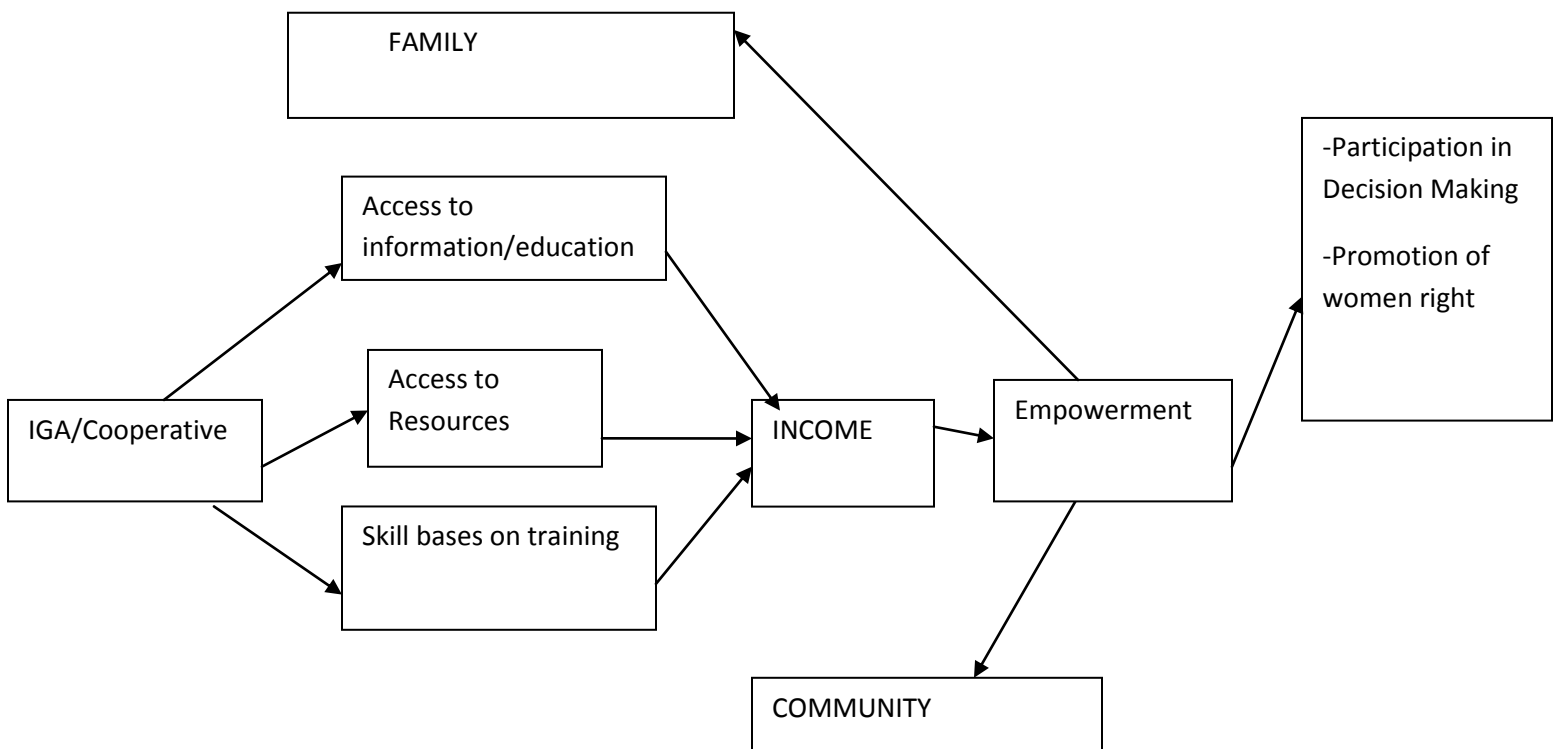 FAMILY
-Participation in
Decision Making
-Promotion of
women right
Access to
information/education
Access to
Resources
IGA/Cooperative
INCOME
Empowerment
Skill bases on training
COMMUNITY